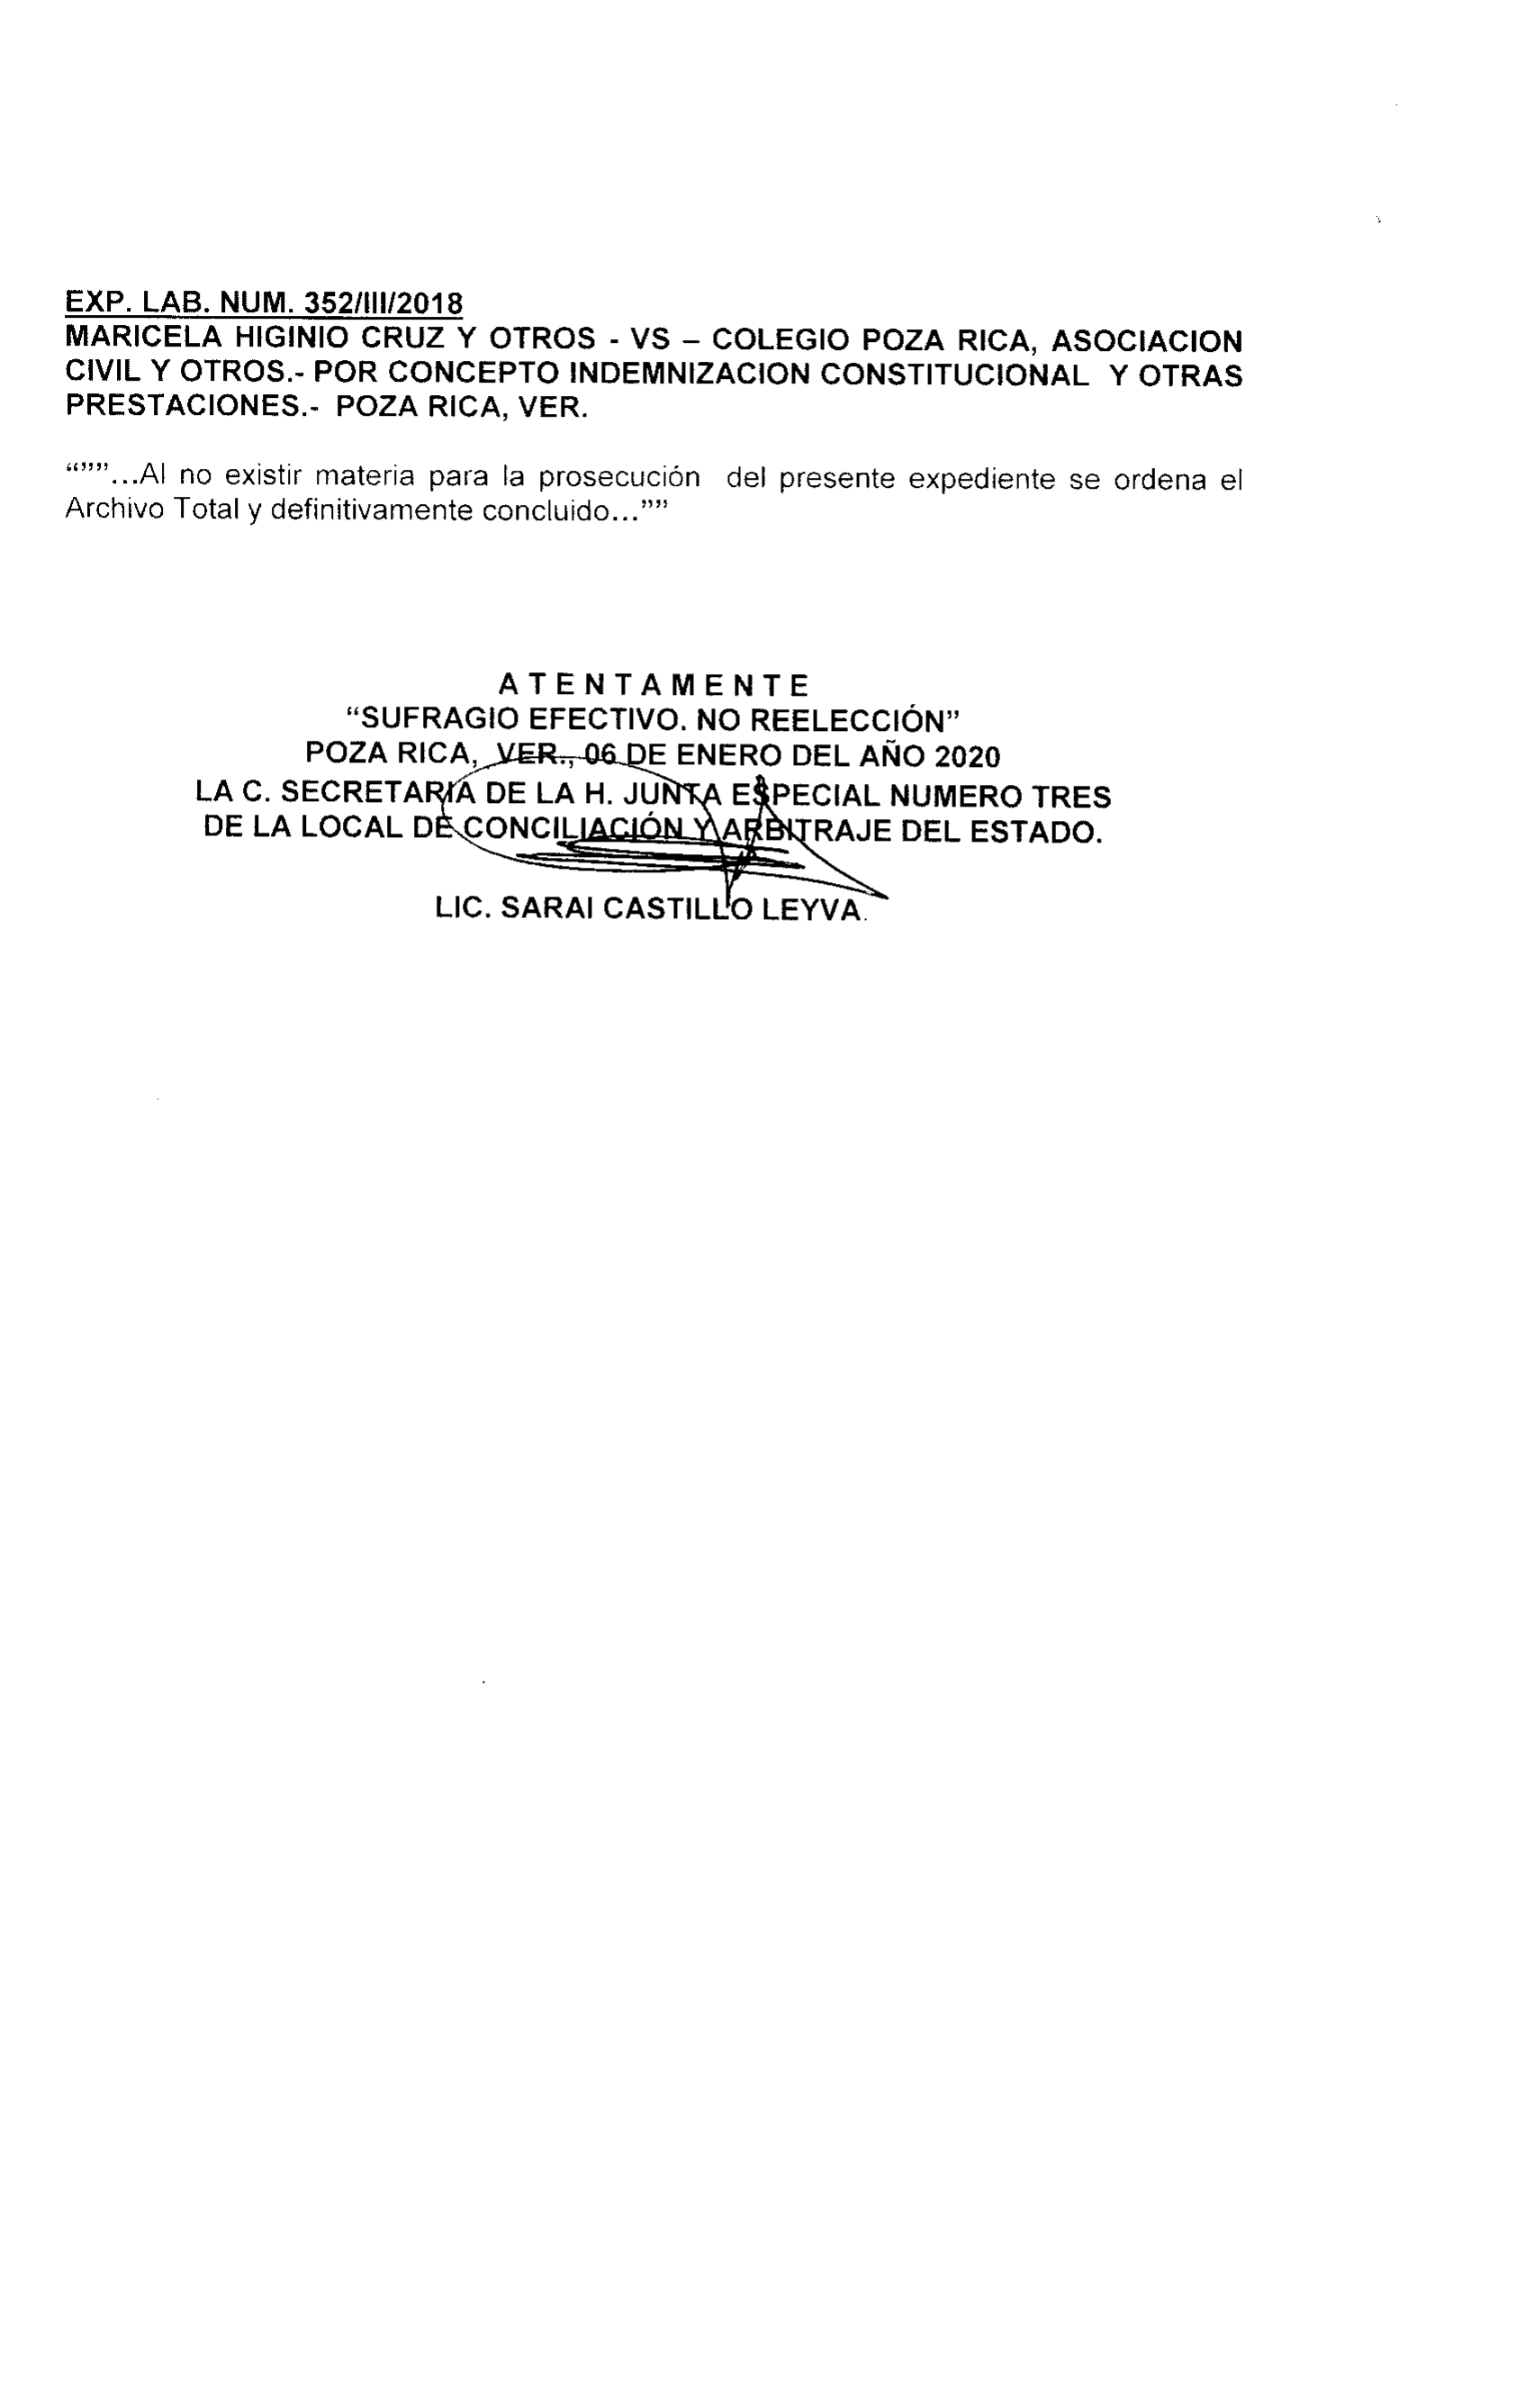 EXP. LAB. NUM. 352/III/2018
MARICELA HIGINIO CRUZ Y OTROS - VS – COLEGIO POZA RICA, ASOCIACION
CIVIL Y OTROS.- POR CONCEPTO INDEMNIZACION CONSTITUCIONAL Y OTRAS
PRESTACIONES.- POZA RICA, VER.
“””’...Al no existir materia para la prosecución del presente expediente se ordena el
Archivo Total y definitivamente concluido...””
A T E N T A M E N T E
“SUFRAGIO EFECTIVO. NO REELECCIÓN”
POZA RICA, VER., 06 DE ENERO DEL AÑO 2020
LA C. SECRETARIA DE LA H. JUNTA ESPECIAL NUMERO TRES
DE LA LOCAL DE CONCILIACIÓN Y ARBITRAJE DEL ESTADO.
LIC. SARAI CASTILLO LEYVA.